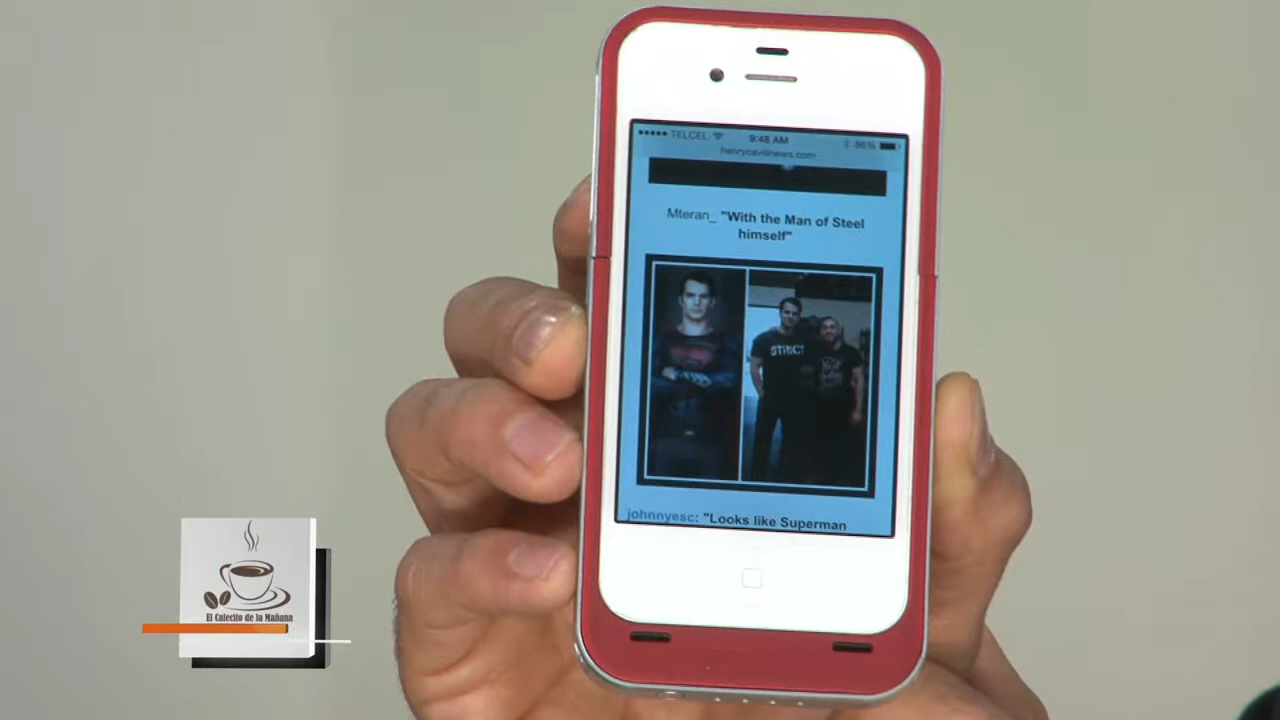 TELCEL
9:48 AM
86%
henrycavillnews.com
Mteran_ "With the Man of Steel
himself"
STRICT
johnnyesc: "Looks like Superman
El Cafecito de la Mañana